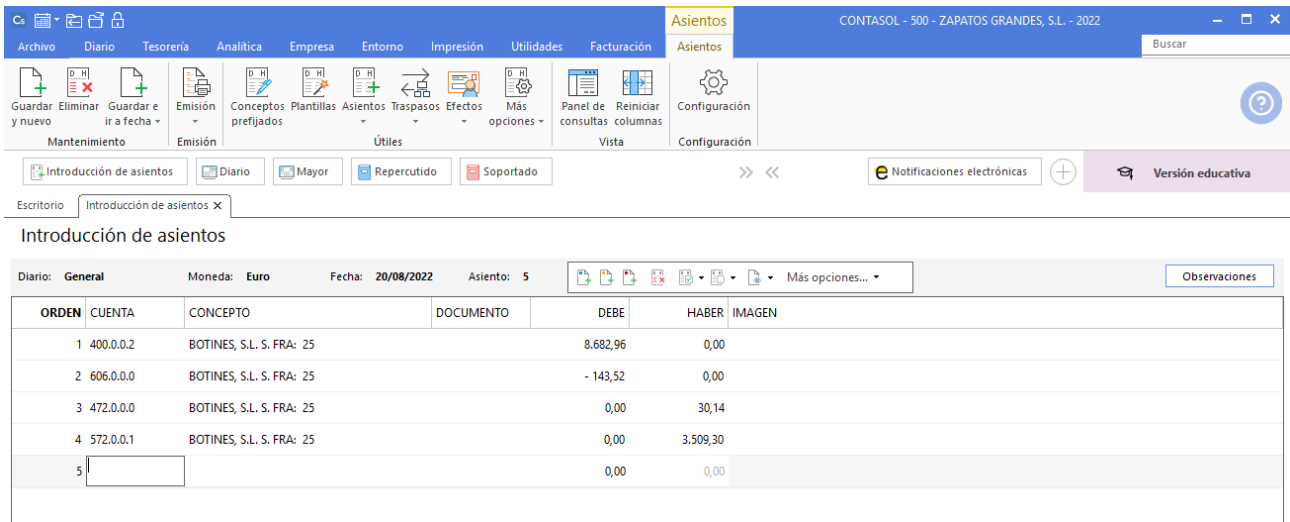 Cs Asientos CONTASOL - 500 - ZAPATOS GRANDES, S.L. - 2022
Archivo Diario Tesorería Analítica Empresa Entorno Impresión Utilidades Facturación Asientos Buscar
Guardar Eliminar Guardar e Emisión Conceptos Plantillas Asientos Traspasos Efectos Más Panel de Reiniciar Configuración
y nuevo ir a fecha prefijados opciones consultas columnas
Mantenimiento Emisión Útiles Vista Configuración
Introducción de asientos Diario Mayor Repercutido Soportado Notificaciones electrónicas Versión educativa
Escritorio Introducción de asientos X
Introducción de asientos
Diario: General Moneda: Euro Fecha: 20/08/2022 Asiento: 5 Más opciones... Observaciones
ORDEN CUENTA CONCEPTO DOCUMENTO DEBE HABER IMAGEN
1 400.0.0.2 BOTINES, S.L. S. FRA: 25 8.682,96 0,00
2 606.0.0.0 BOTINES, S.L. S. FRA: 25 - 143,52 0,00
3 472.0.0.0 BOTINES, S.L. S. FRA: 25 0,00 30,14
4 572.0.0.1 BOTINES, S.L. S. FRA: 25 0,00 3.509,30
5 0,00 0,00